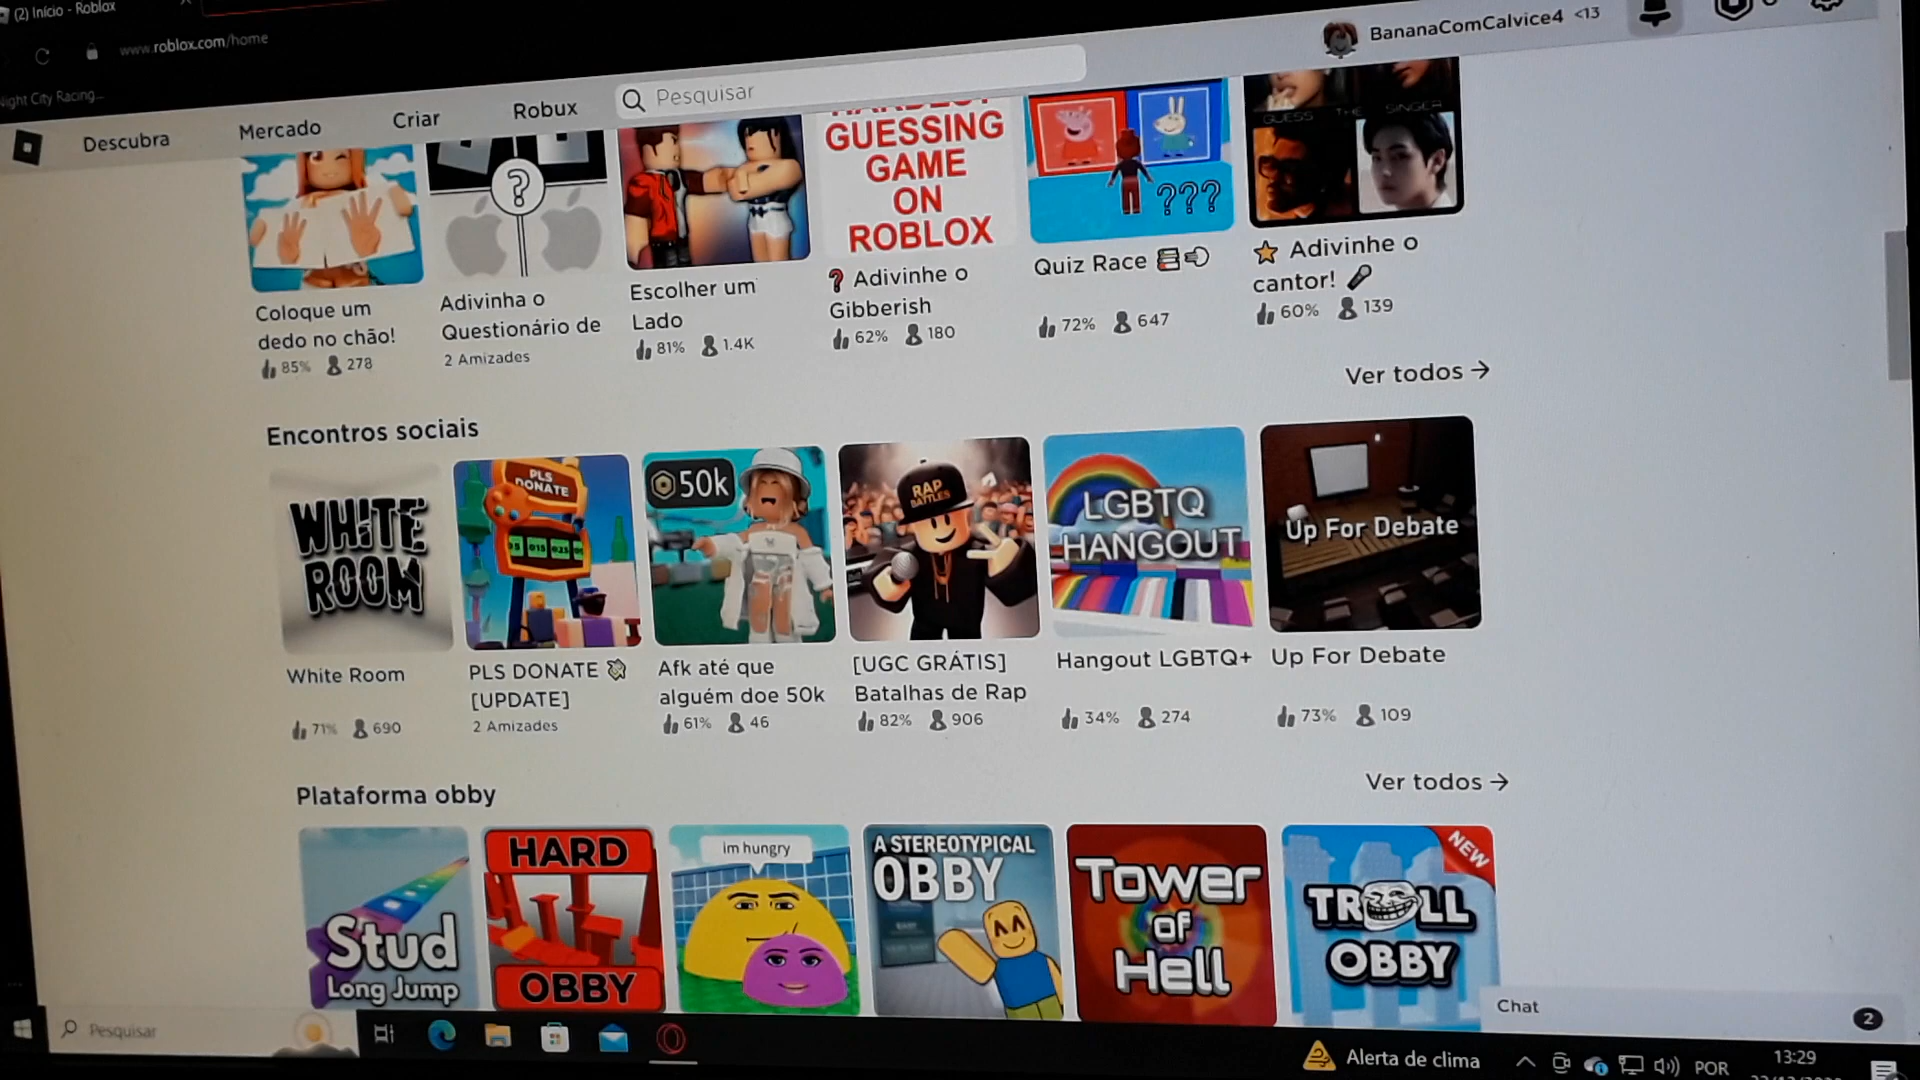 (2) Início - Roblox
www.roblox.com/home
Night City Racing...
BananaComCalvice4 <13
Descubra
Mercado
Criar
Robux
Pesquisar
GUESSING
GAME
ON
ROBLOX
GUESS THE SINGER
???
?
Coloque um
dedo no chão!
85% 278
Adivinha o
Questionário de
2 Amizades
Escolher um
Lado
81% 1.4K
❓ Adivinhe o
Gibberish
62% 180
Quiz Race
72% 647
⭐ Adivinhe o
cantor! 🎤
60% 139
Ver todos →
Encontros sociais
WHITE
ROOM
PLS
DONATE
50k
RAP
BATTLES
LGBTQ
HANGOUT
Up For Debate
White Room
71% 690
PLS DONATE
[UPDATE]
2 Amizades
Afk até que
alguém doe 50k
61% 46
[UGC GRÁTIS]
Batalhas de Rap
82% 906
Hangout LGBTQ+
34% 274
Up For Debate
73% 109
Plataforma obby
Ver todos →
Stud
Long Jump
HARD
OBBY
im hungry
A STEREOTYPICAL
OBBY
TOWER
OF
HELL
NEW
TROLL
OBBY
Chat
2
Pesquisar
Alerta de clima
POR
13:29